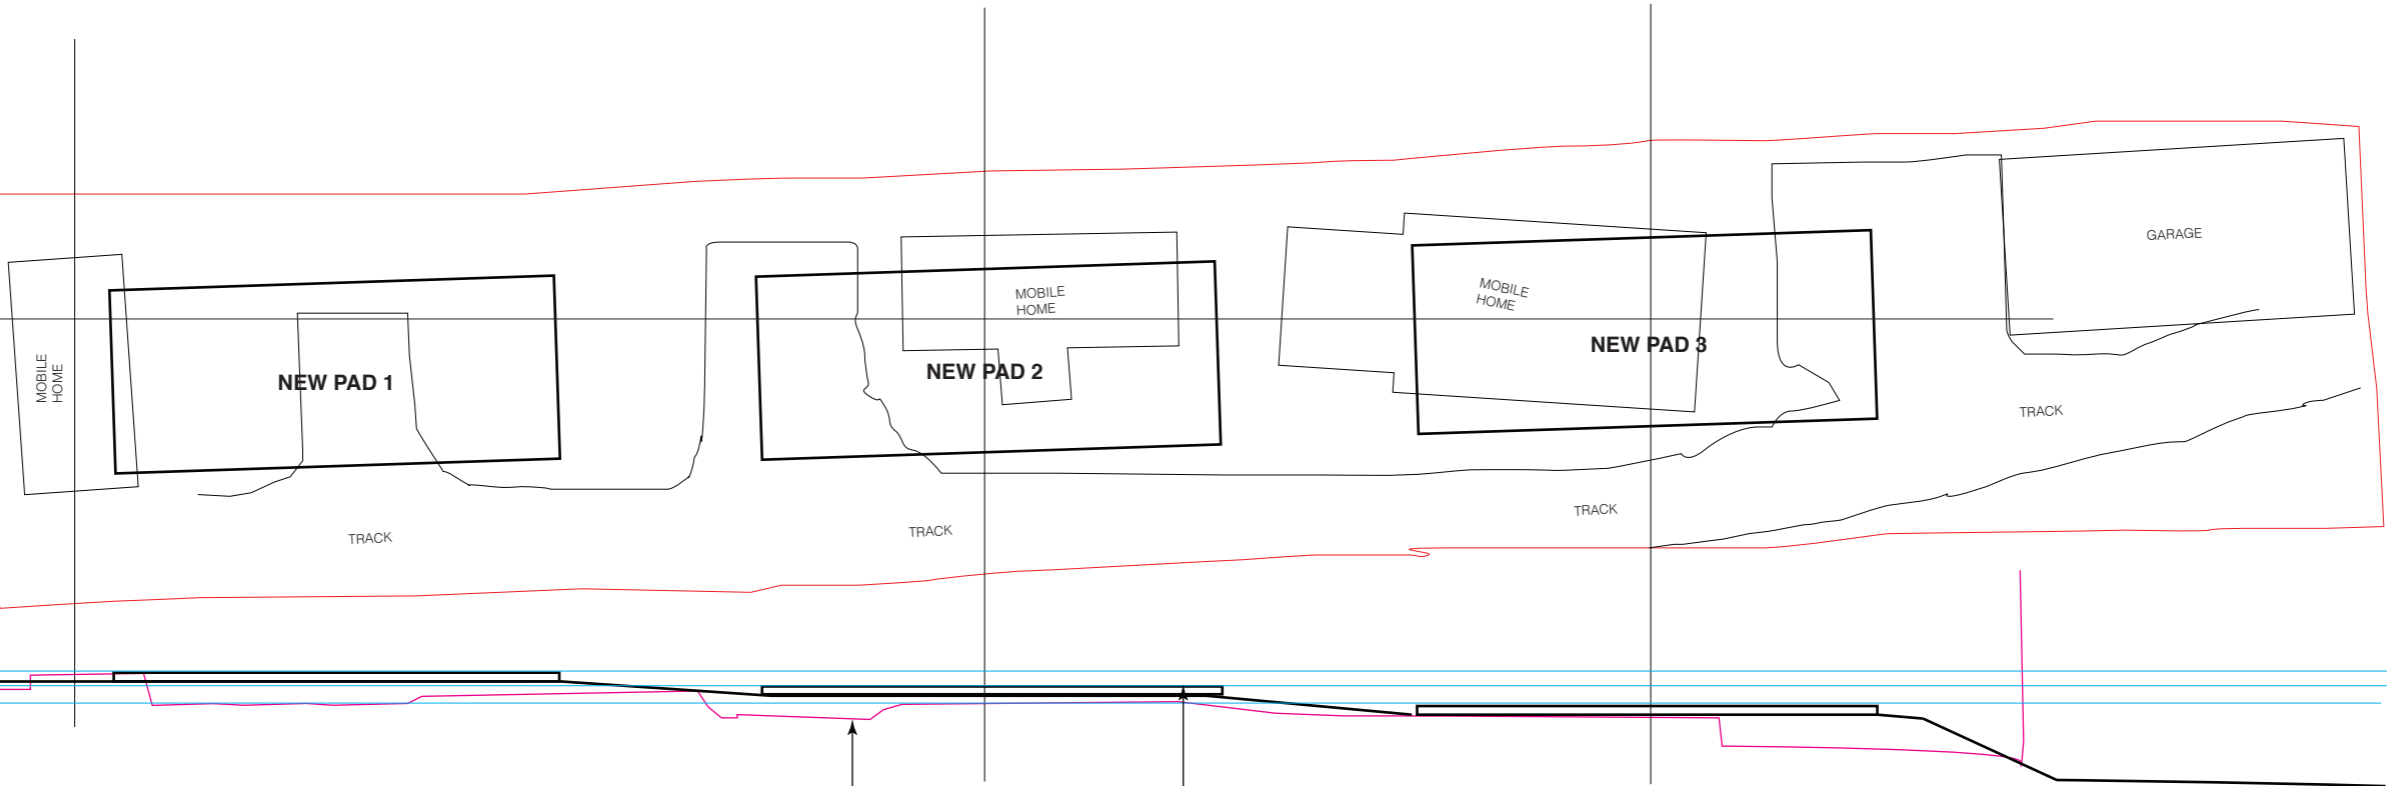 MOBILE
HOME
NEW PAD 1
TRACK
MOBILE
HOME
NEW PAD 2
TRACK
MOBILE
HOME
NEW PAD 3
TRACK
GARAGE
TRACK